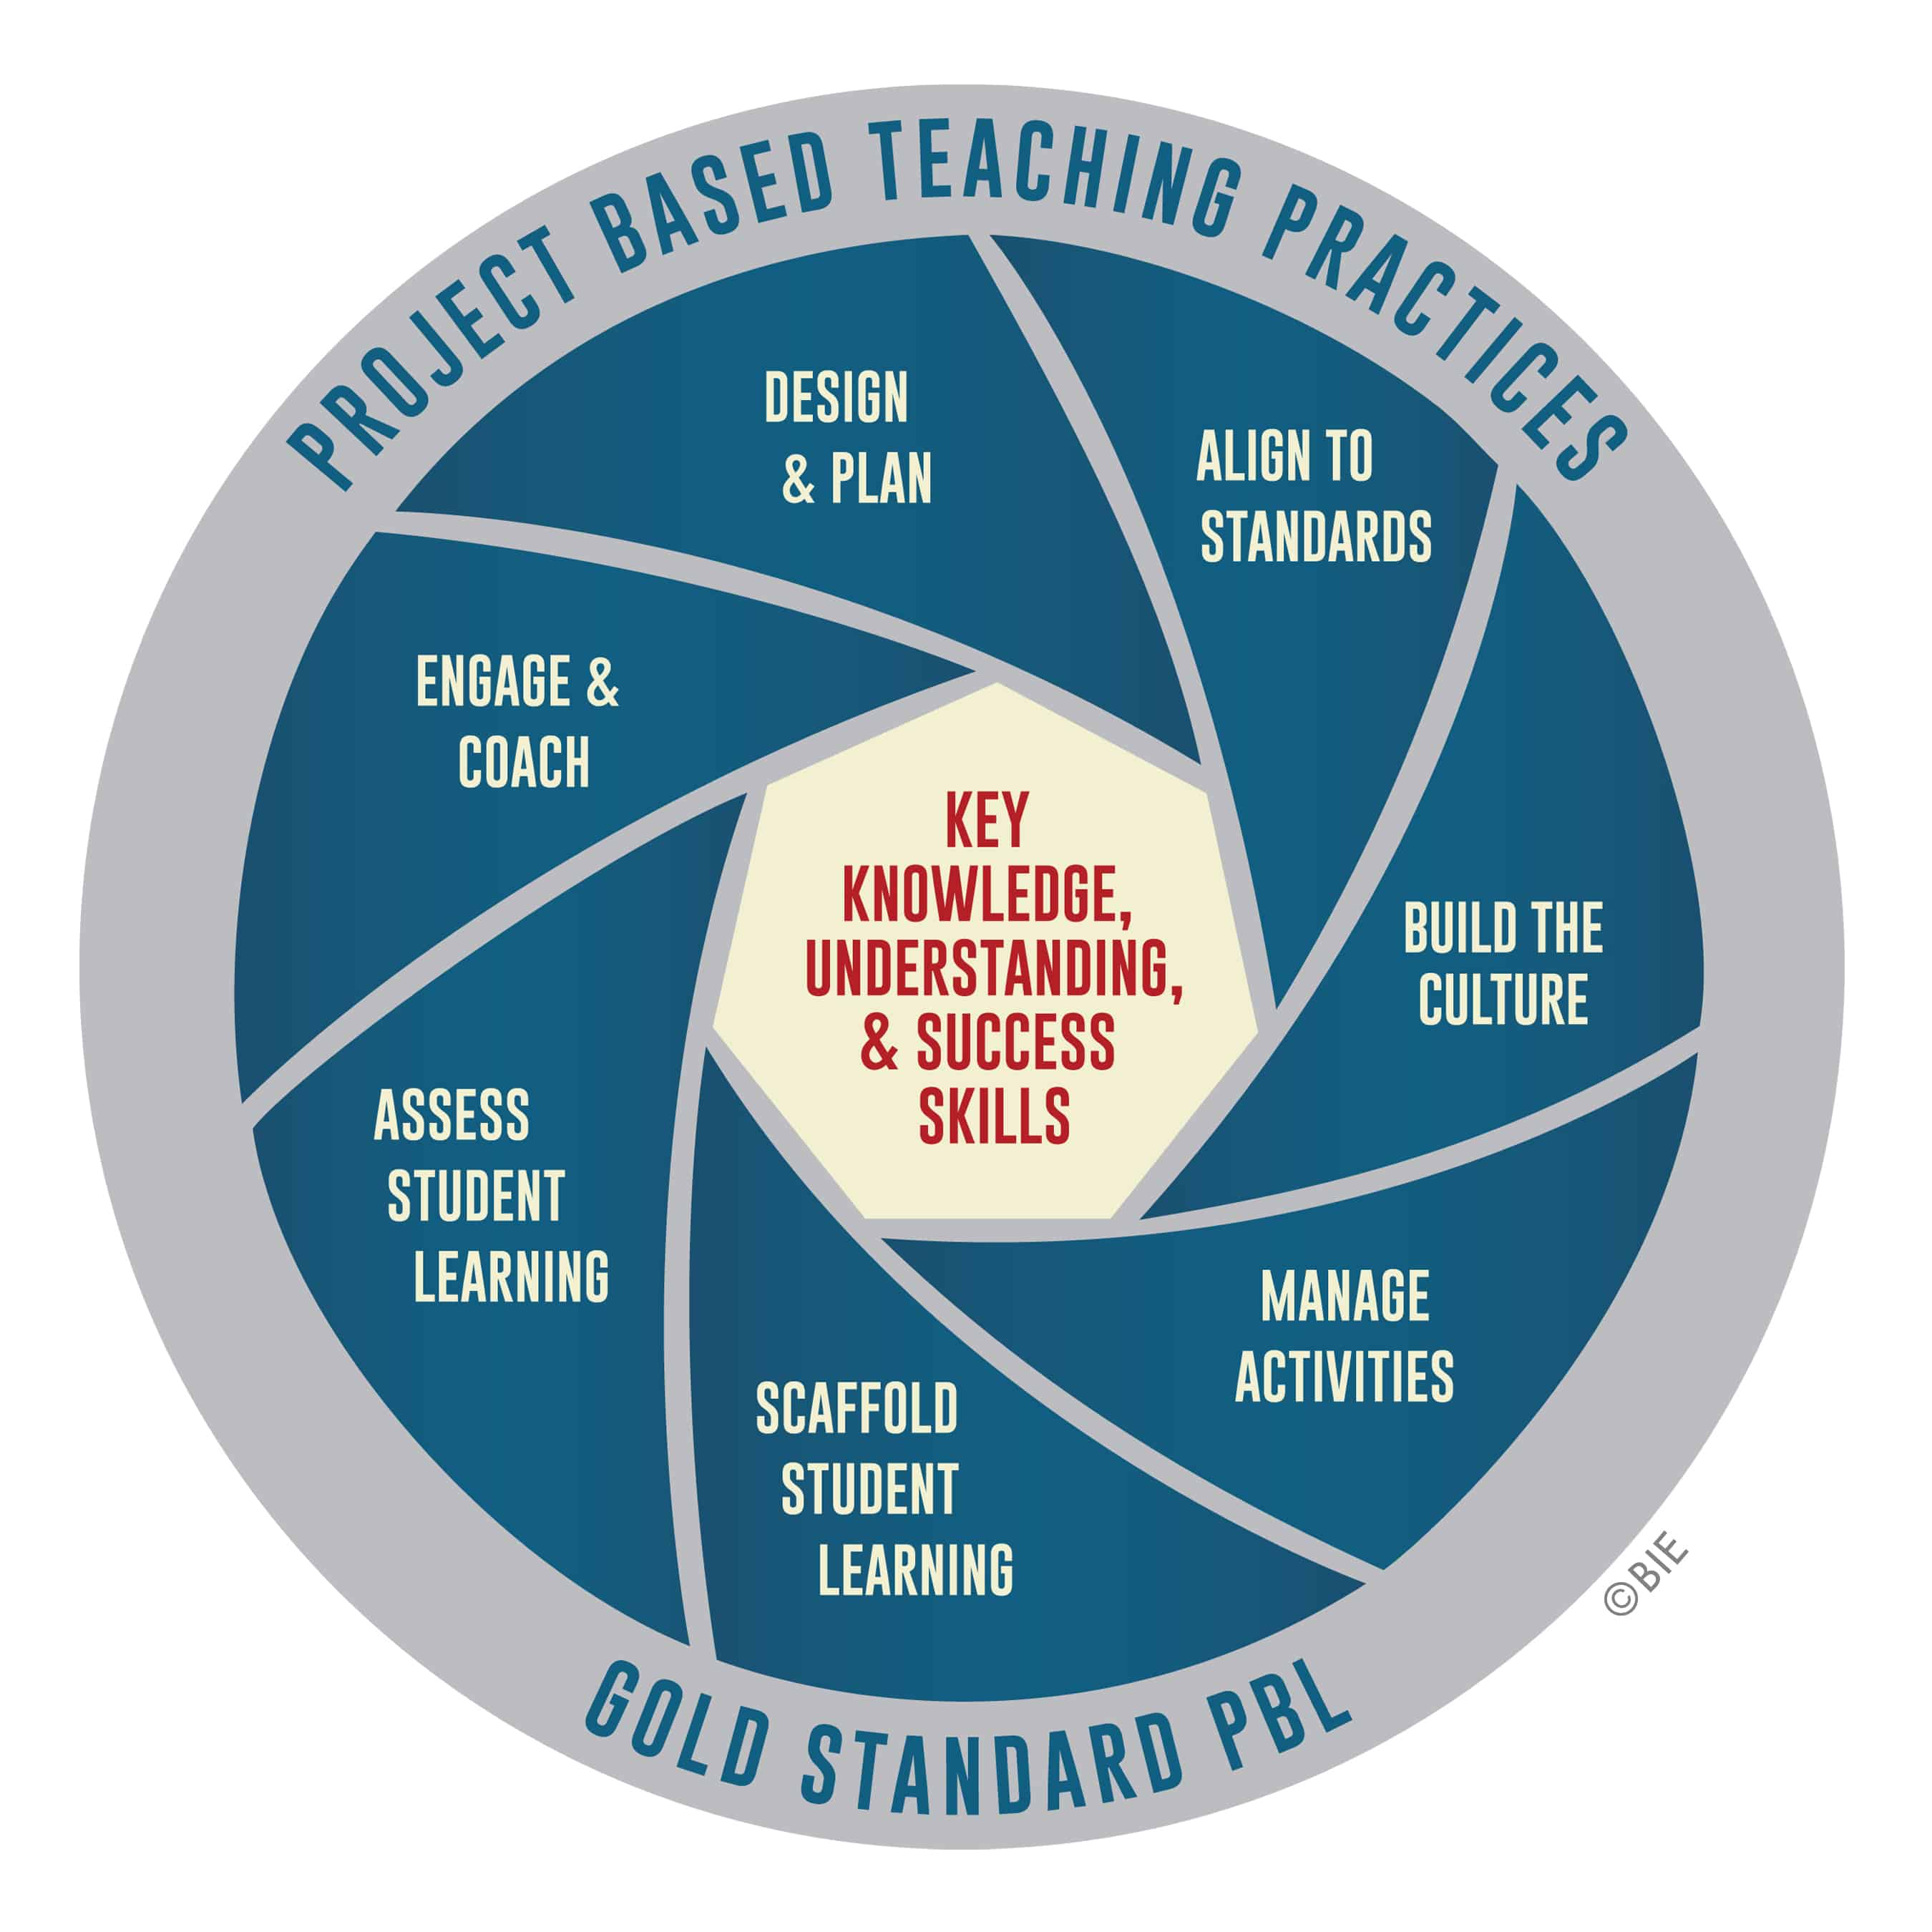 PROJECT BASED TEACHING PRACTICES
DESIGN
& PLAN
ALIGN TO
STANDARDS
BUILD THE
CULTURE
MANAGE
ACTIVITIES
SCAFFOLD
STUDENT
LEARNING
ASSESS
STUDENT
LEARNING
ENGAGE &
COACH
KEY
KNOWLEDGE,
UNDERSTANDING,
& SUCCESS
SKILLS
GOLD STANDARD PBL
©BIE